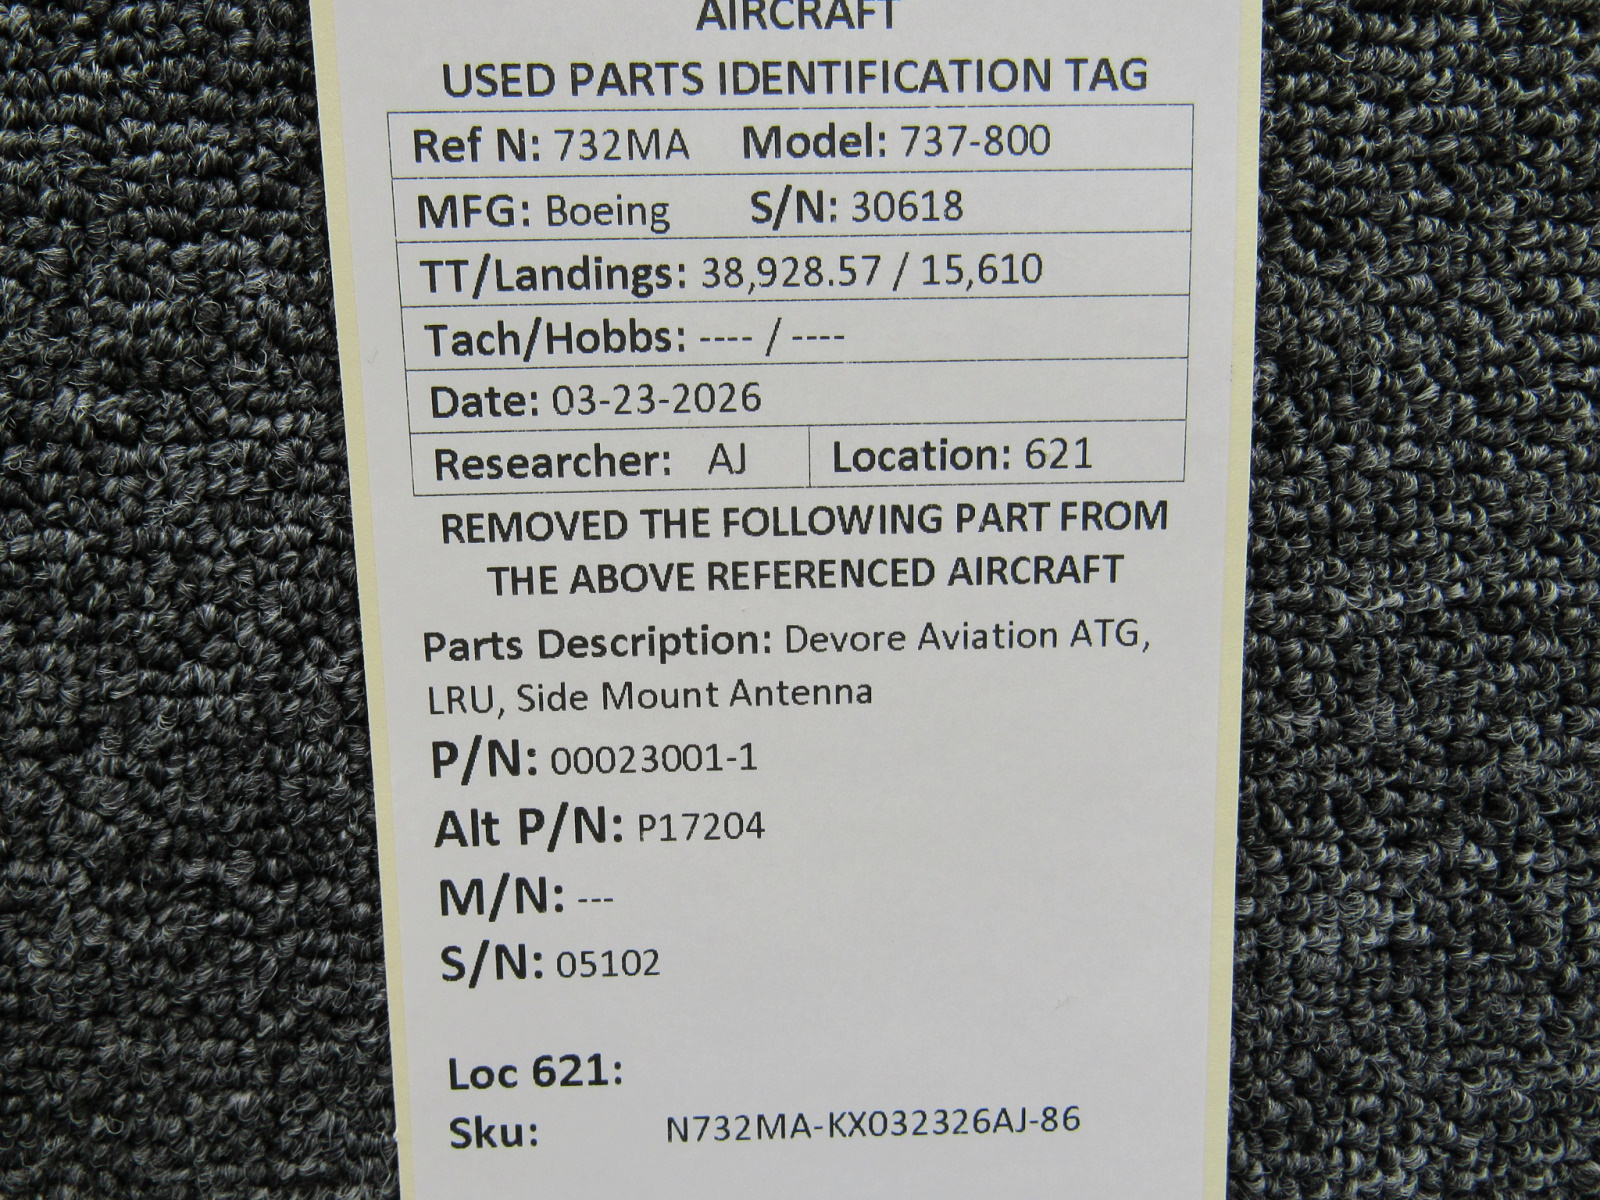 AIRCRAFT
USED PARTS IDENTIFICATION TAG
Ref N: 732MA Model: 737-800
MFG: Boeing S/N: 30618
TT/Landings: 38,928.57 / 15,610
Tach/Hobbs: ---- / ----
Date: 03-23-2026
Researcher: AJ Location: 621
REMOVED THE FOLLOWING PART FROM
THE ABOVE REFERENCED AIRCRAFT
Parts Description: Devore Aviation ATG,
LRU, Side Mount Antenna
P/N: 00023001-1
Alt P/N: P17204
M/N: ---
S/N: 05102
Loc 621:
Sku: N732MA-KX032326AJ-86